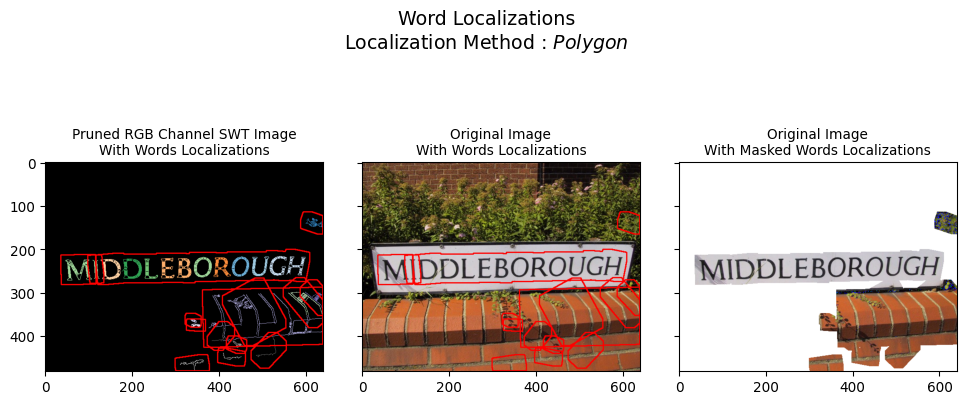 Word Localizations
Localization Method : Polygon
Pruned RGB Channel SWT Image
With Words Localizations
Original Image
With Words Localizations
Original Image
With Masked Words Localizations
0
100
200
300
400
0 200 400 600
0 200 400 600
0 200 400 600
MIDDLEBOROUGH
MIDDLEBOROUGH
MIDDLEBOROUGH